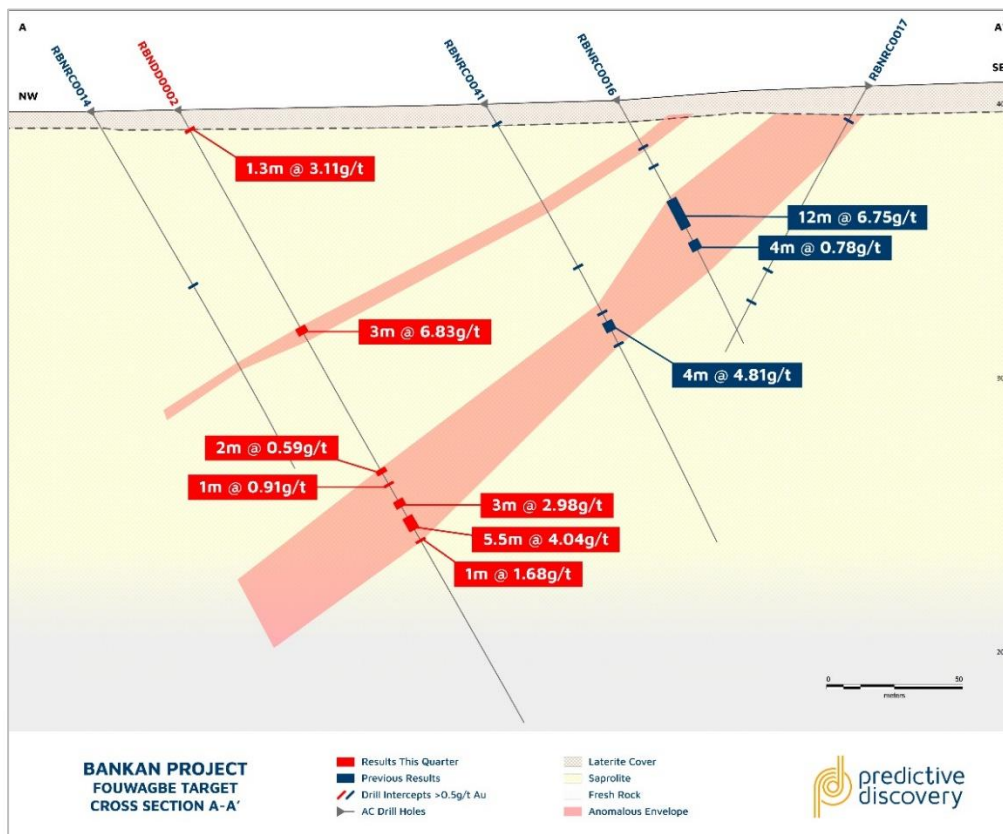 A
A'
NW
SE
RBNRC0014
RBNDD0002
RBNRC0041
RBNRC0016
RBNRC0017
1.3m @ 3.11g/t
12m @ 6.75g/t
4m @ 0.78g/t
3m @ 6.83g/t
4m @ 4.81g/t
2m @ 0.59g/t
1m @ 0.91g/t
3m @ 2.98g/t
5.5m @ 4.04g/t
1m @ 1.68g/t
0
50
meters
BANKAN PROJECT
FOUWAGBE TARGET
CROSS SECTION A-A'
Results This Quarter
Previous Results
Drill Intercepts >0.5g/t Au
AC Drill Holes
Laterite Cover
Saprolite
Fresh Rock
Anomalous Envelope
predictive
discovery